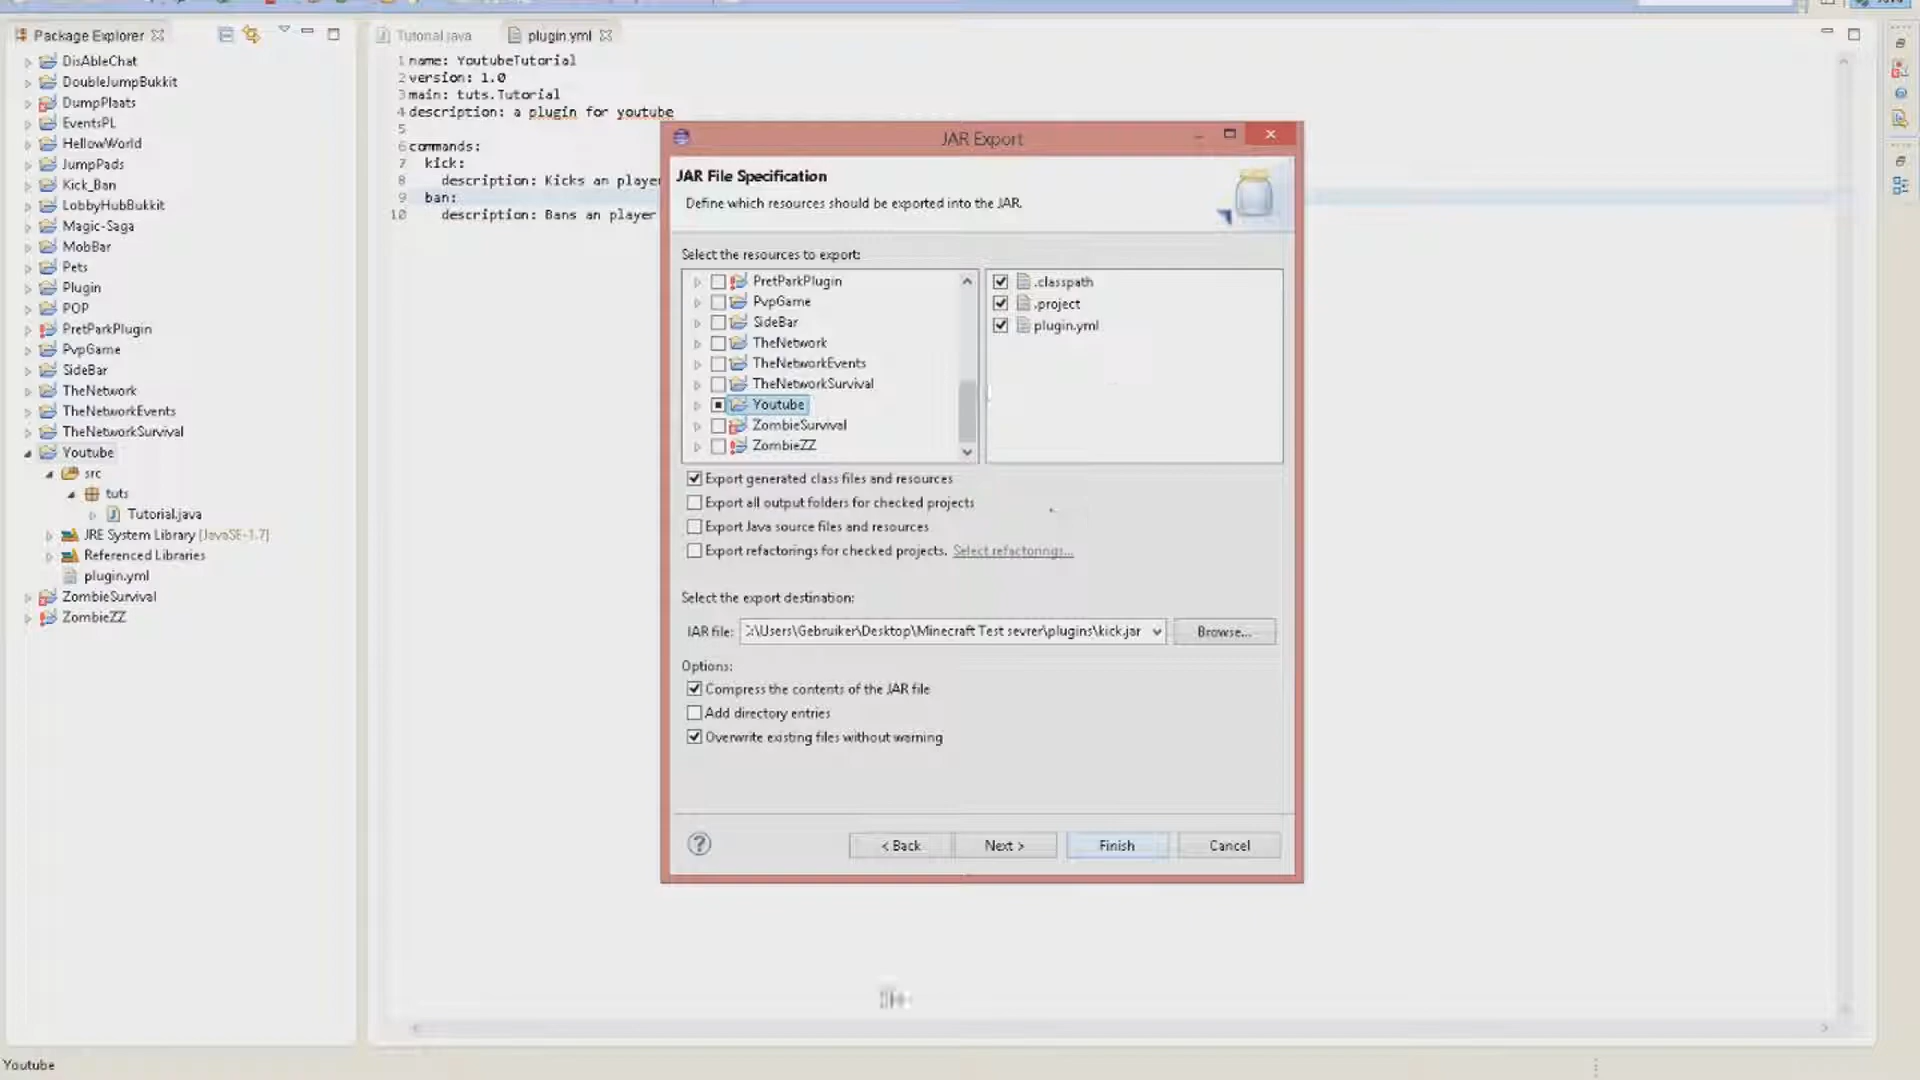 Package Explorer
DisAbleChat
DoubleJumpBukkit
DumpPlaats
EventsPL
HellowWorld
JumpPads
Kick_Ban
LobbyHubBukkit
Magic-Saga
MobBar
Pets
Plugin
POP
PretParkPlugin
PvpGame
SideBar
TheNetwork
TheNetworkEvents
TheNetworkSurvival
Youtube
src
tuts
Tutorial.java
JRE System Library [JavaSE-1.7]
Referenced Libraries
plugin.yml
ZombieSurvival
ZombieZZ
Tutorial.java
plugin.yml
1 name: YoutubeTutorial
2 version: 1.0
3 main: tuts.Tutorial
4 description: a plugin for youtube
5
6 commands:
7 kick:
8 description: Kicks an player
9 ban:
10 description: Bans an player
JAR Export
JAR File Specification
Define which resources should be exported into the JAR.
Select the resources to export:
PretParkPlugin
PvpGame
SideBar
TheNetwork
TheNetworkEvents
TheNetworkSurvival
Youtube
ZombieSurvival
ZombieZZ
.classpath
.project
plugin.yml
Export generated class files and resources
Export all output folders for checked projects
Export Java source files and resources
Export refactorings for checked projects. Select refactorings...
Select the export destination:
JAR file: :\Users\Gebruiker\Desktop\Minecraft Test sevrer\plugins\kick.jar Browse...
Options:
Compress the contents of the JAR file
Add directory entries
Overwrite existing files without warning
< Back Next > Finish Cancel
Youtube